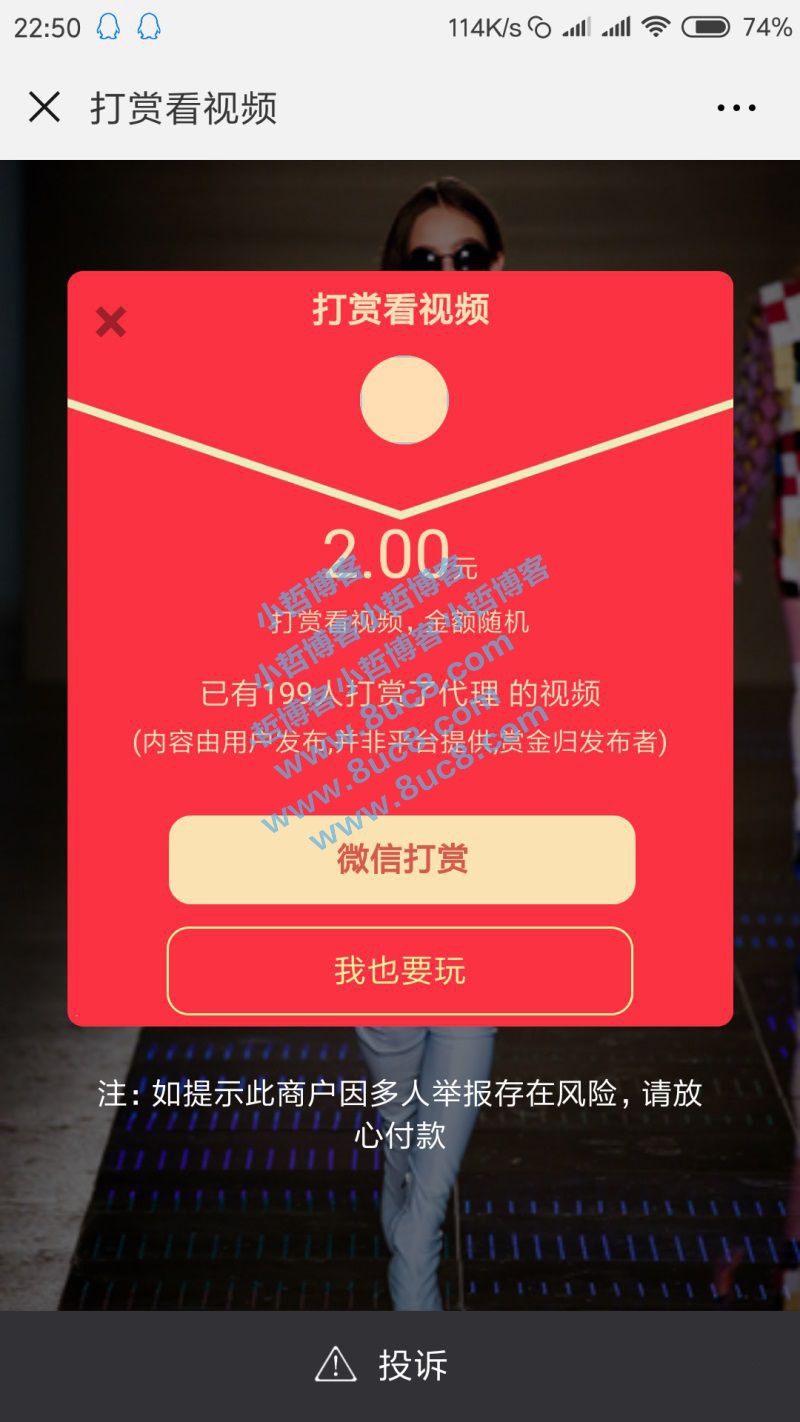 22:50 114K/s 74%
打赏看视频
打赏看视频
2.00元
打赏看视频，金额随机
已有199人打赏了代理 的视频
(内容由用户发布,并非平台提供,赏金归发布者)
微信打赏
我也要玩
注：如提示此商户因多人举报存在风险，请放
心付款
投诉
小哲博客
小哲博客小哲博客
哲博客小哲博客小哲博客
www.8uc8.com
www.8uc8.com
www.8uc8.com